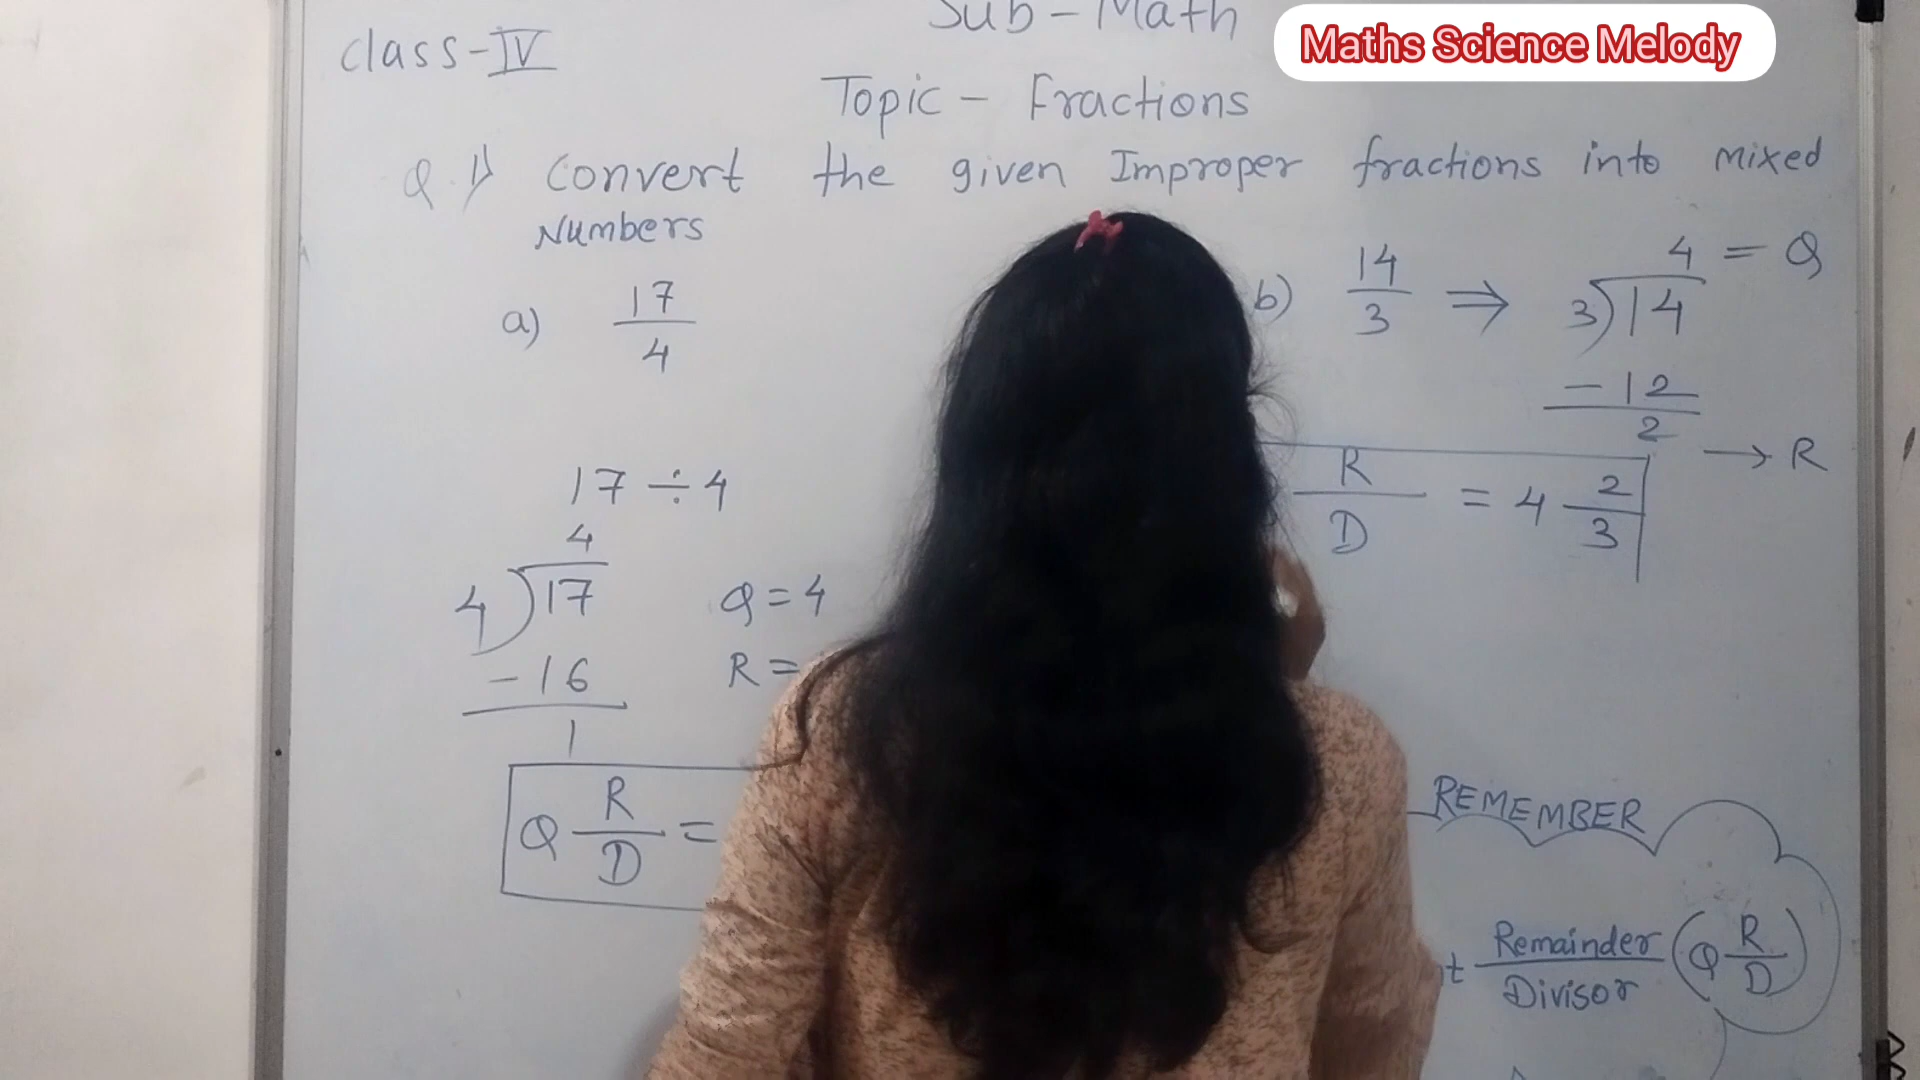 Maths Science Melody
Class-IV
Sub-Math
Topic - Fractions
Q.1) Convert the given Improper fractions into mixed
Numbers
a) 17/4
17 ÷ 4
4
4)17
-16
1
Q = 4
R =
Q R/D =
b) 14/3 ⇒
4 = Q
3)14
-12
2 → R
R/D = 4 2/3
REMEMBER
t Remainder/Divisor (Q R/D)